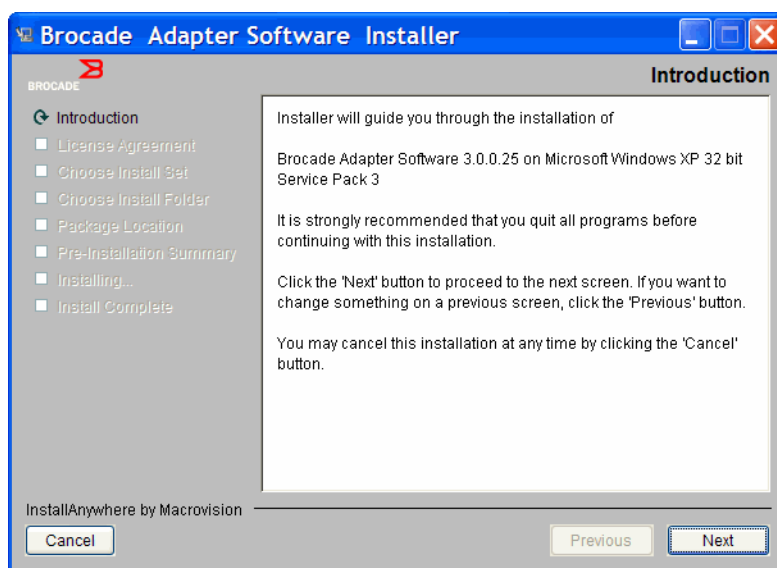 Brocade Adapter Software Installer
BROCADE
Introduction
Introduction
License Agreement
Choose Install Set
Choose Install Folder
Package Location
Pre-Installation Summary
Installing...
Install Complete
Installer will guide you through the installation of
Brocade Adapter Software 3.0.0.25 on Microsoft Windows XP 32 bit
Service Pack 3
It is strongly recommended that you quit all programs before
continuing with this installation.
Click the 'Next' button to proceed to the next screen. If you want to
change something on a previous screen, click the 'Previous' button.
You may cancel this installation at any time by clicking the 'Cancel'
button.
InstallAnywhere by Macrovision
Cancel
Previous
Next